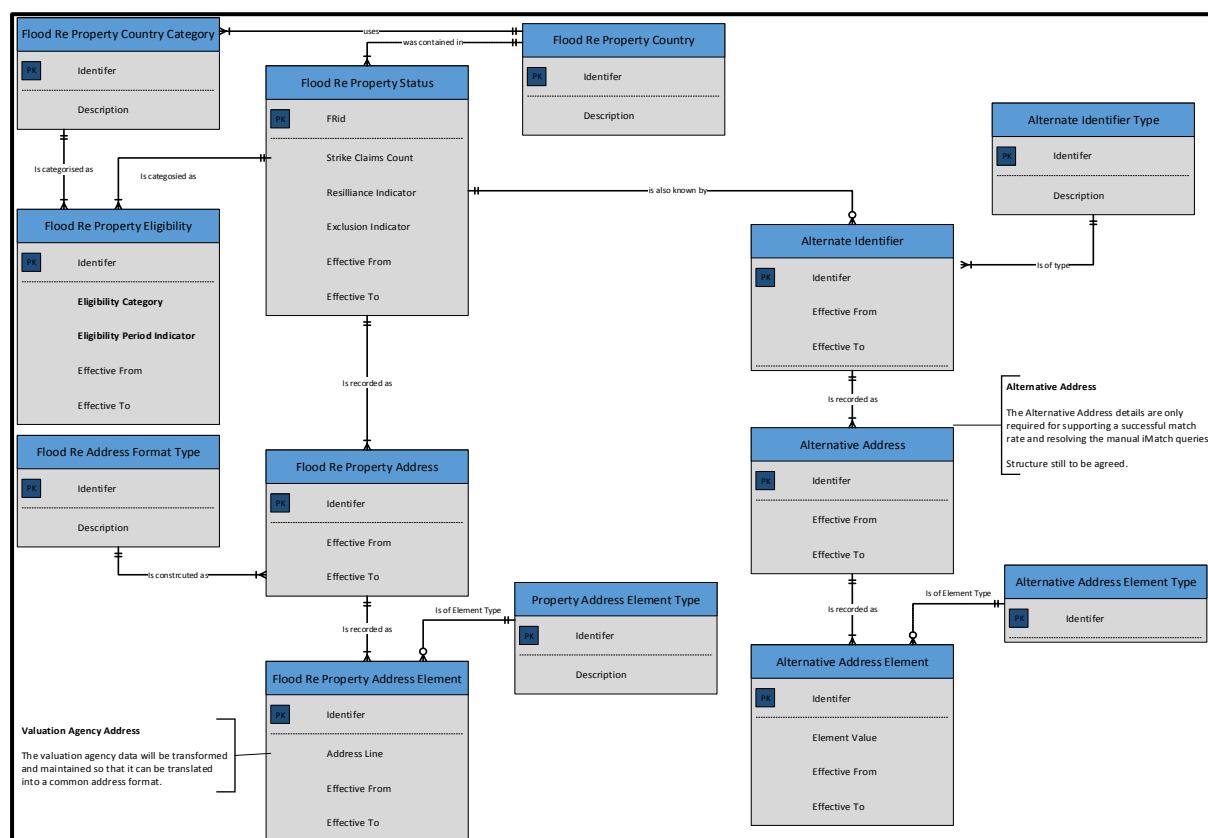 Flood Re Property Country Category
PK
Identifer
Description
uses
was contained in
Flood Re Property Country
PK
Identifer
Description
Flood Re Property Status
PK
FRid
Strike Claims Count
Resilliance Indicator
Exclusion Indicator
Effective From
Effective To
Alternate Identifier Type
PK
Identifer
Description
Is categorised as
Is categosied as
is also known by
Is of type
Flood Re Property Eligibility
PK
Identifer
Eligibility Category
Eligibility Period Indicator
Effective From
Effective To
Alternate Identifier
PK
Identifer
Effective From
Effective To
Is recorded as
Is recorded as
Alternative Address
The Alternative Address details are only
required for supporting a successful match
rate and resolving the manual iMatch queries
Structure still to be agreed.
Flood Re Address Format Type
PK
Identifer
Description
Is constrcuted as
Flood Re Property Address
PK
Identifer
Effective From
Effective To
Alternative Address
PK
Identifer
Effective From
Effective To
Is recorded as
Is of Element Type
Property Address Element Type
PK
Identifer
Description
Is recorded as
Is of Element Type
Alternative Address Element Type
PK
Identifer
Flood Re Property Address Element
PK
Identifer
Address Line
Effective From
Effective To
Alternative Address Element
PK
Identifer
Element Value
Effective From
Effective To
Valuation Agency Address
The valuation agency data will be transformed
and maintained so that it can be translated
into a common address format.